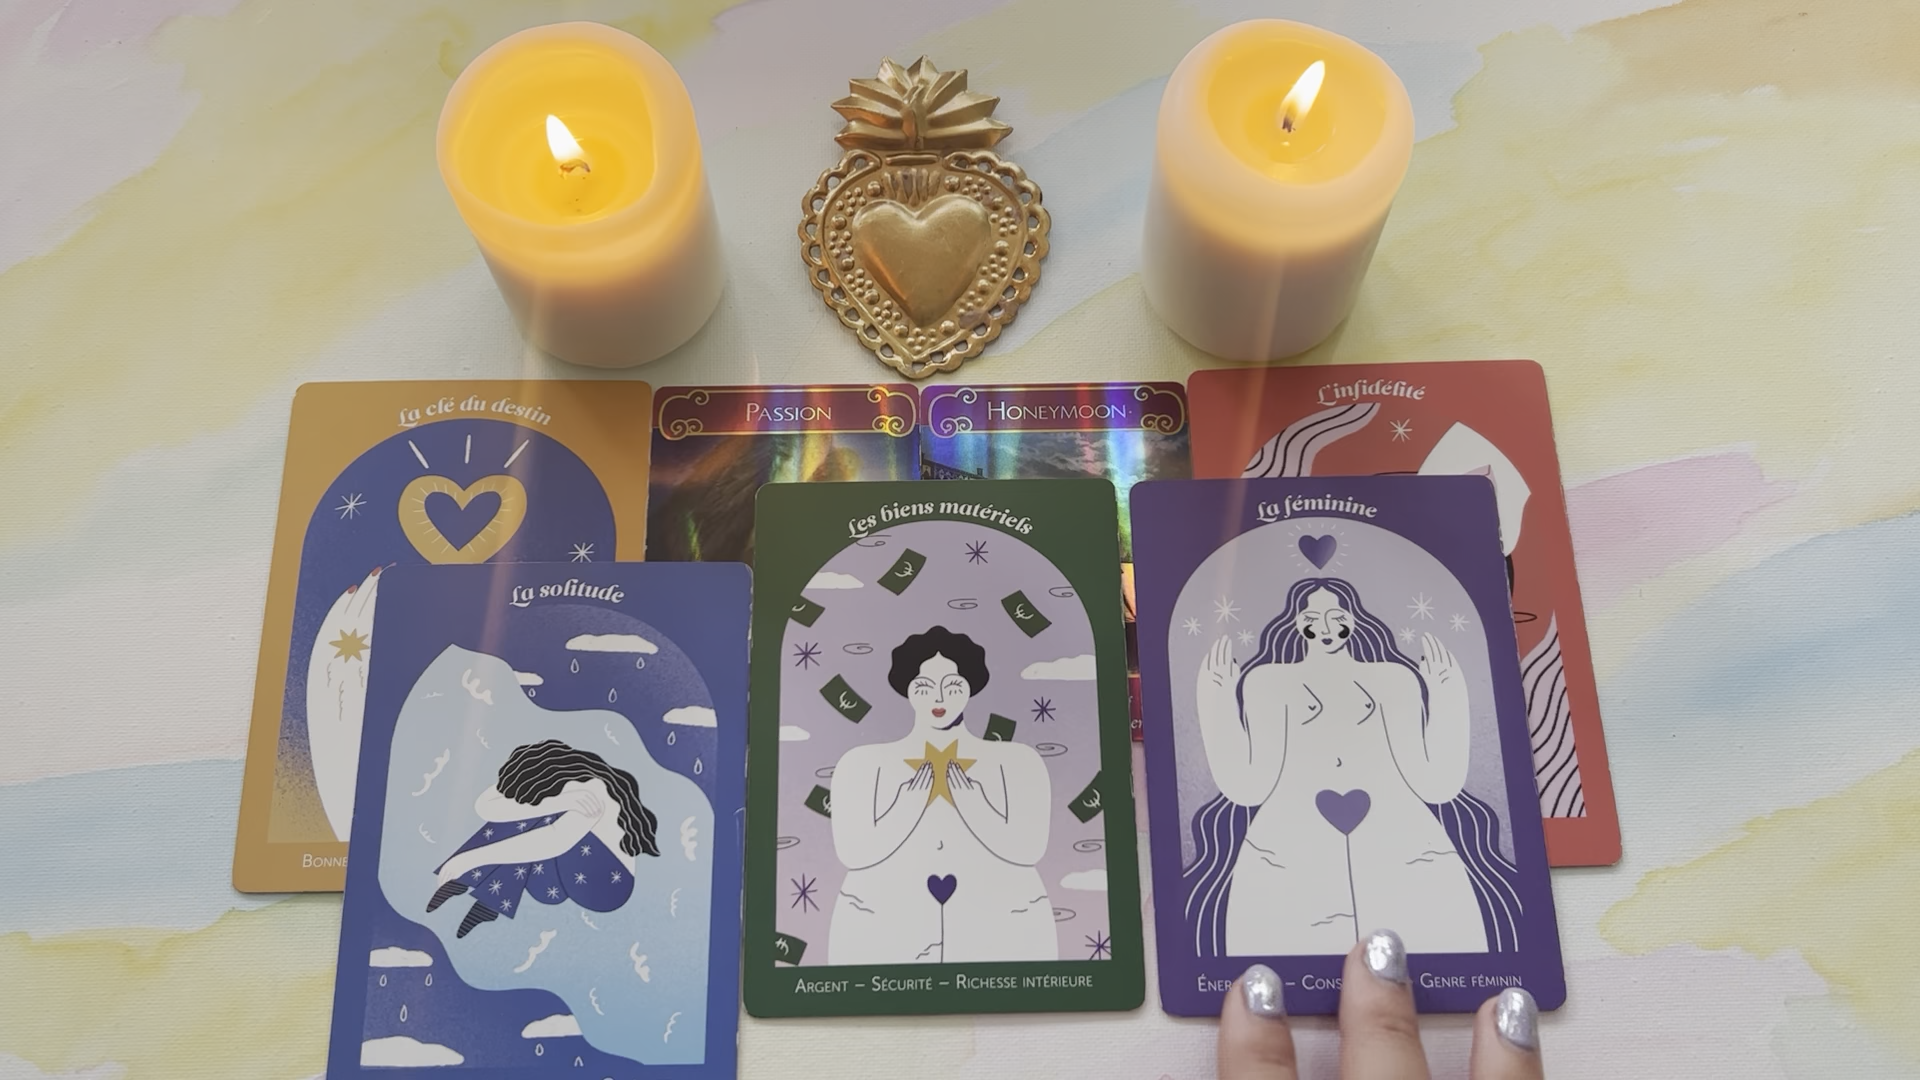 La clé du destin
PASSION
HONEYMOON
L'infidélité
Les biens matériels
La féminine
La solitude
BONNE
ARGENT – SÉCURITÉ – RICHESSE INTÉRIEURE
GENRE FÉMININ